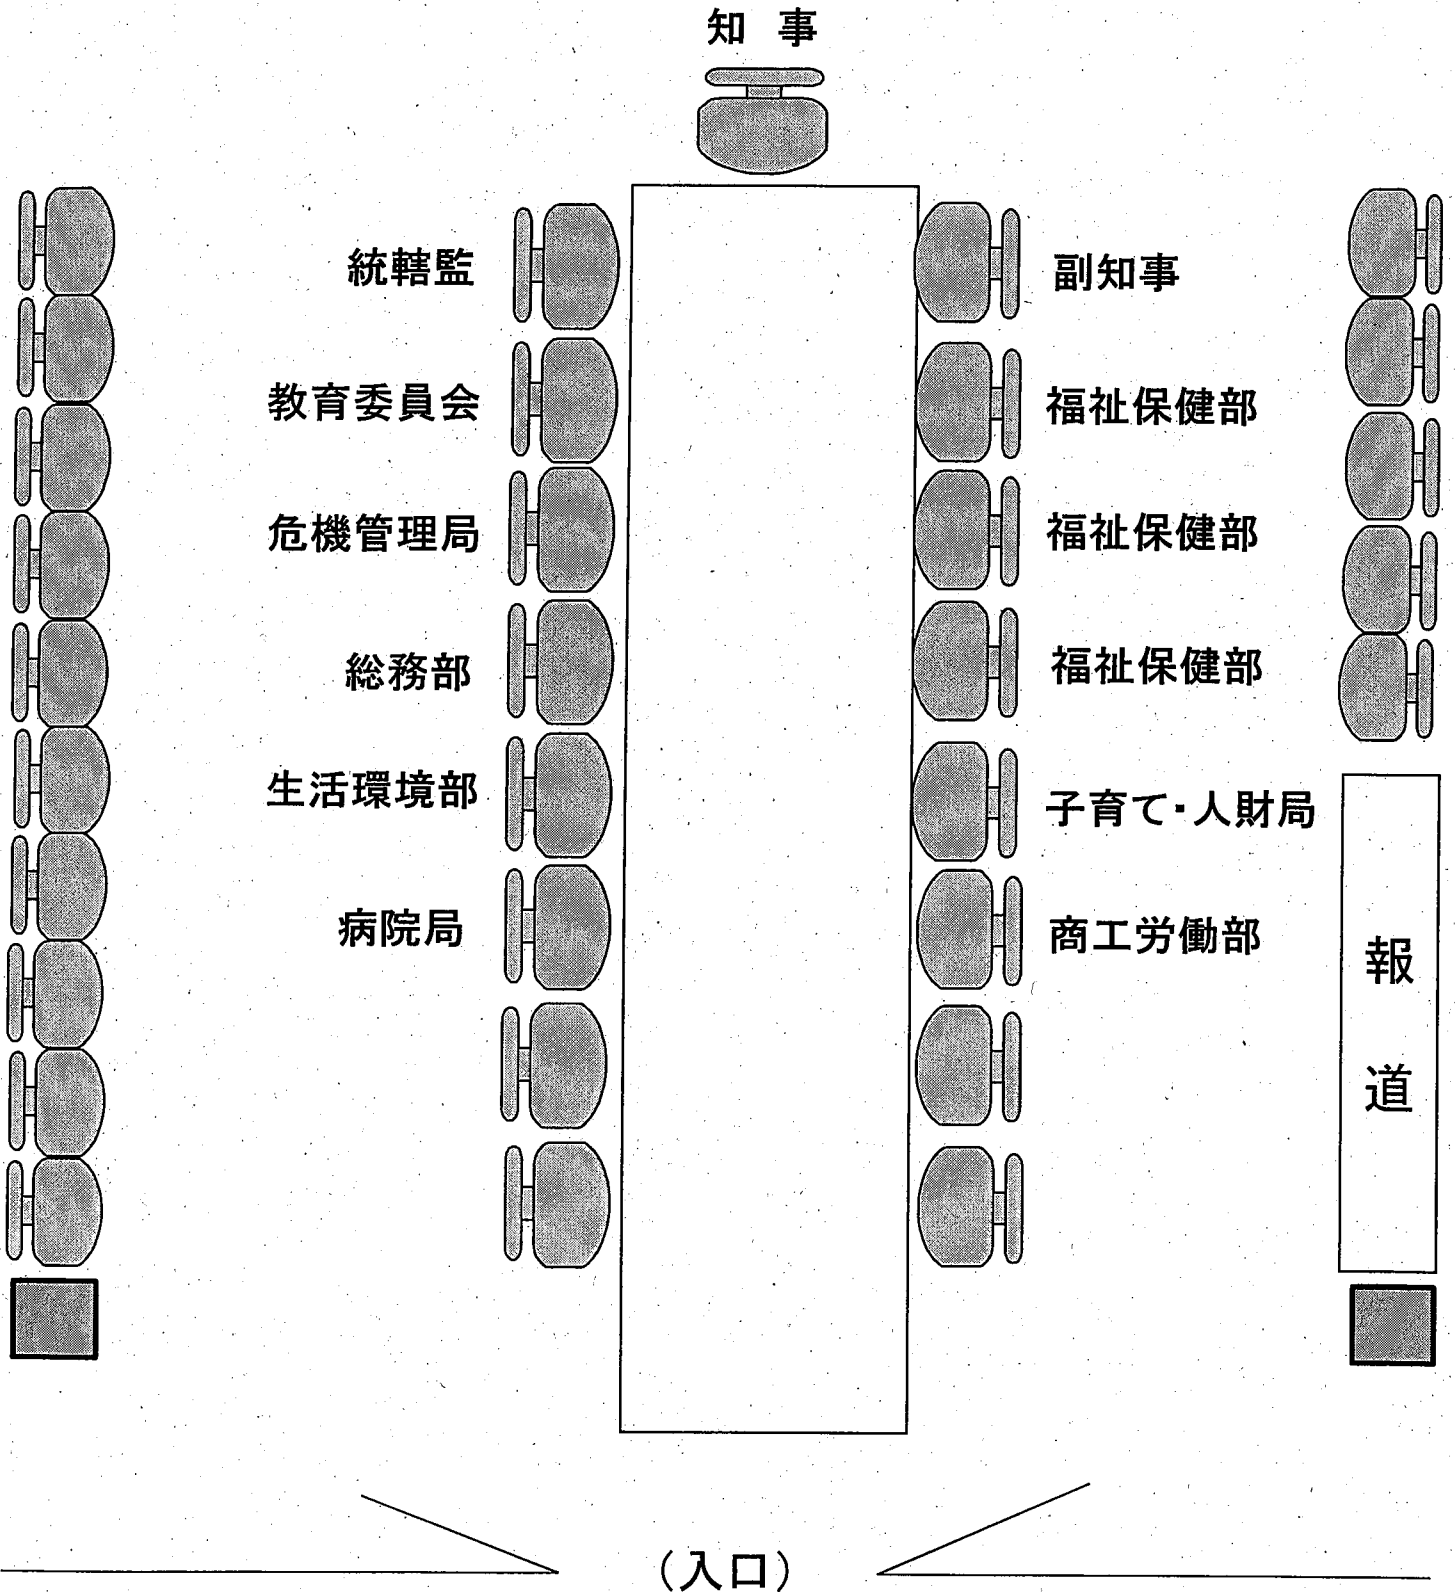 知 事
統轄監
副知事
教育委員会
福祉保健部
危機管理局
福祉保健部
総務部
福祉保健部
生活環境部
子育て・人財局
病院局
商工労働部
報
道
(入口)